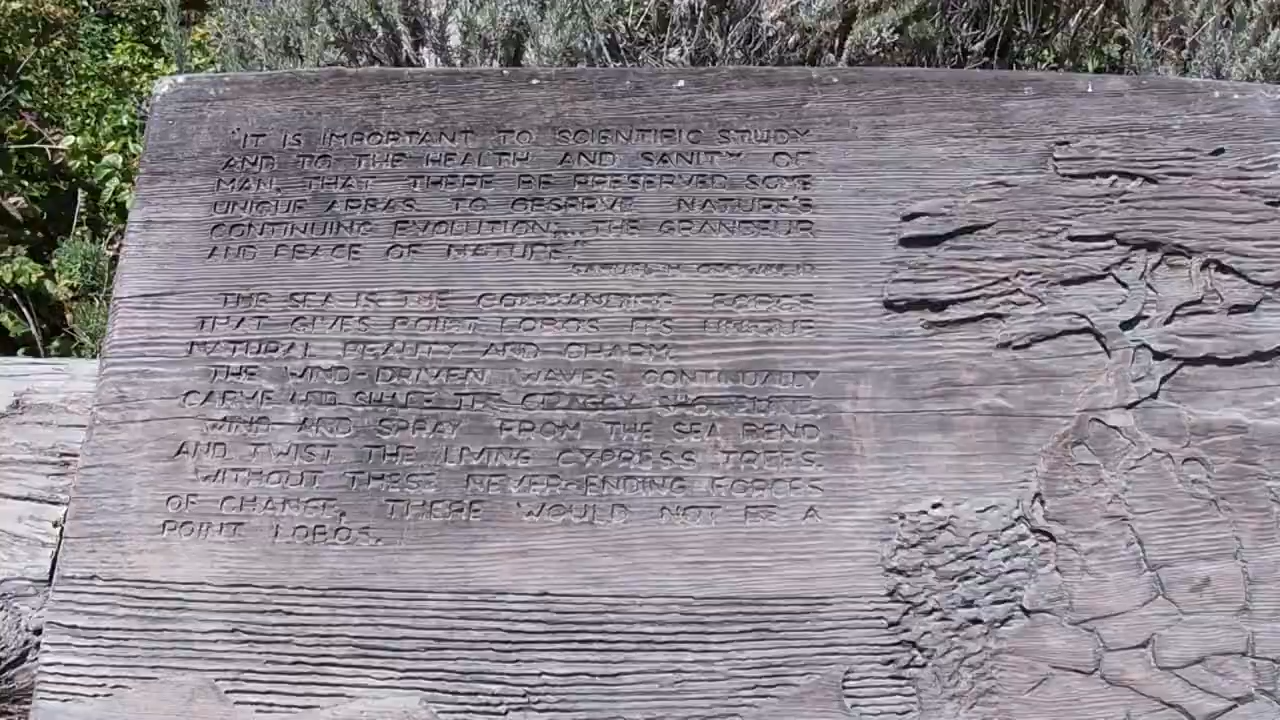 "IT IS IMPORTANT TO SCIENTIFIC STUDY
AND TO THE HEALTH AND SANITY OF
MAN, THAT THERE BE PRESERVED SOME
UNIQUE AREAS TO OBSERVE NATURE'S
CONTINUING EVOLUTION,...THE GRANDEUR
AND PEACE OF NATURE."
THE SEA IS THE COMMANDING FORCE
THAT GIVES POINT LOBOS ITS UNIQUE
NATURAL BEAUTY AND CHARM.
THE WIND-DRIVEN WAVES CONTINUALLY
CARVE AND SHAPE THE CRAGGY SHORELINE.
WIND AND SPRAY FROM THE SEA BEND
AND TWIST THE LIVING CYPRESS TREES.
WITHOUT THESE NEVER-ENDING FORCES
OF CHANGE, THERE WOULD NOT BE A
POINT LOBOS.